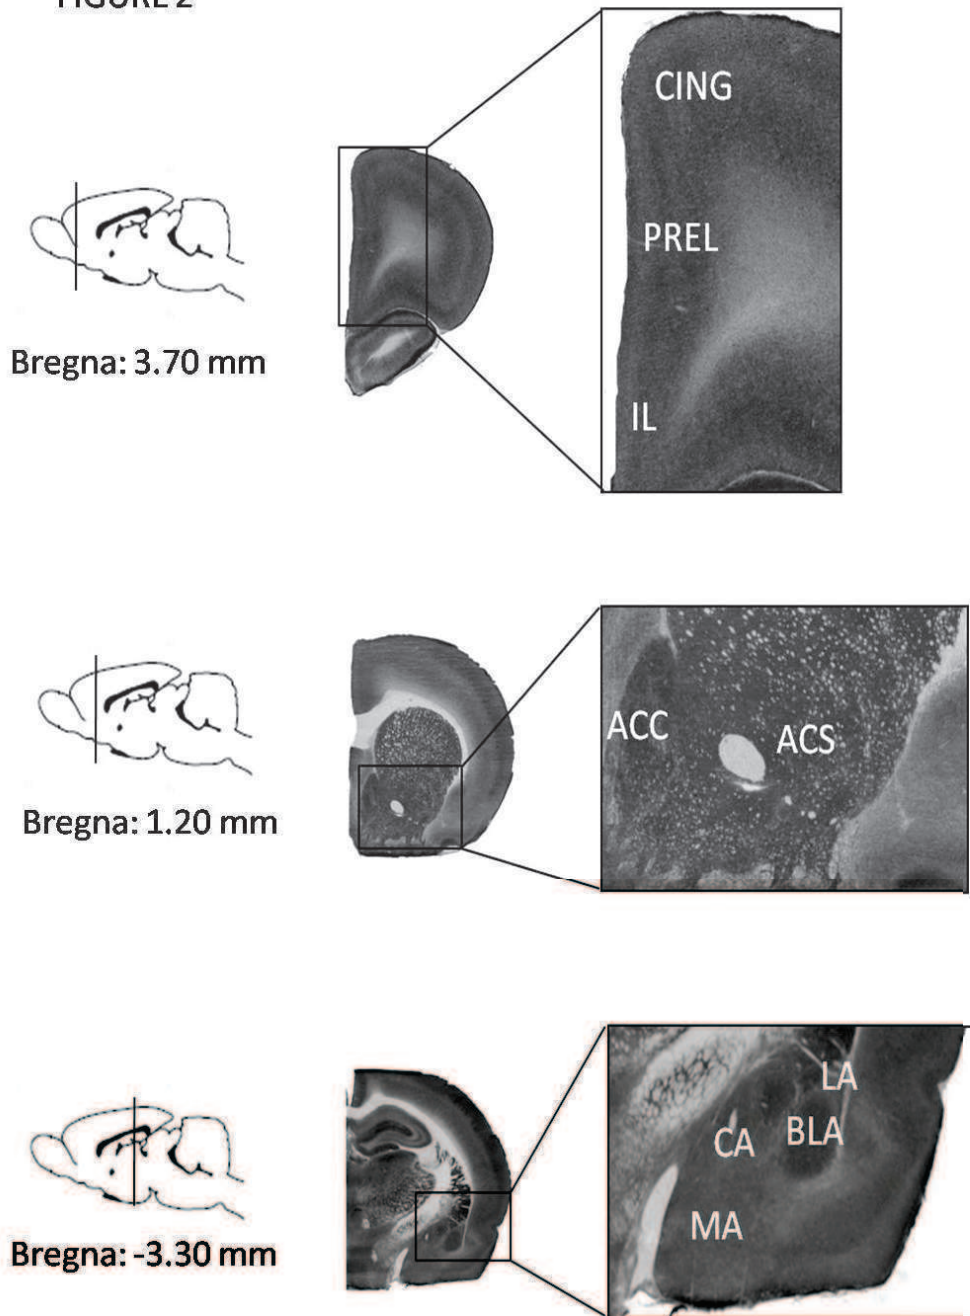 FIGURE 2
CING
PREL
IL
Bregna: 3.70 mm
ACC
ACS
Bregna: 1.20 mm
LA
CA
BLA
MA
Bregna: -3.30 mm